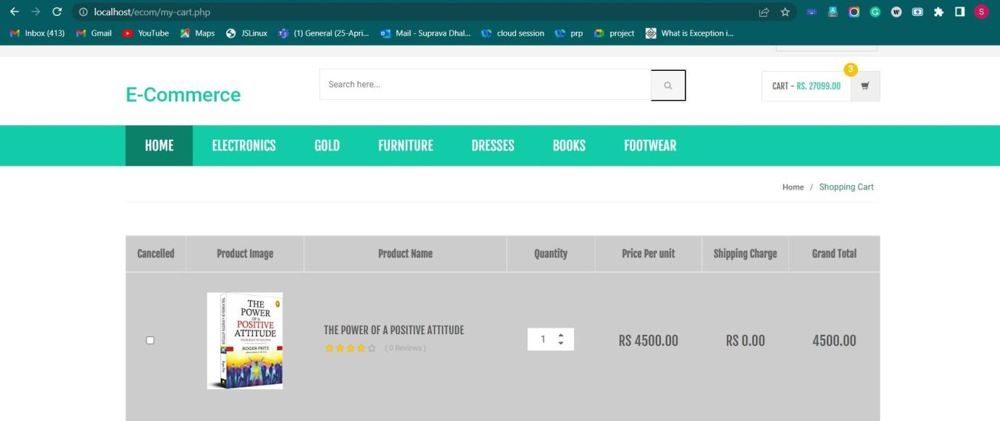 localhost/ecom/my-cart.php
Inbox (413) Gmail YouTube Maps JSLinux (1) General (25-Apri... Mail - Suprava Dhal... cloud session prp project What is Exception i...
3
E-Commerce
Search here...
CART - RS. 27099.00
HOME ELECTRONICS GOLD FURNITURE DRESSES BOOKS FOOTWEAR
Home / Shopping Cart
Cancelled Product Image Product Name Quantity Price Per unit Shipping Charge Grand Total
THE
POWER
OF A
POSITIVE
ATTITUDE
YOUR ROAD TO SUCCESS
ROGER FRITZ
THE POWER OF A POSITIVE ATTITUDE
( 0 Reviews )
1 RS 4500.00 RS 0.00 4500.00